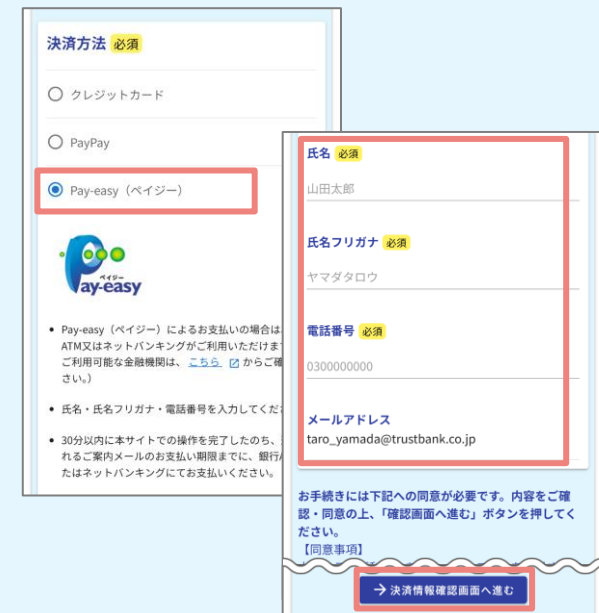 決済方法 必須
クレジットカード
PayPay
Pay-easy（ペイジー）
ペイジー
Pay-easy
• Pay-easy（ペイジー）によるお支払いの場合は
ATM又はネットバンキングがご利用いただけま
ご利用可能な金融機関は、こちら からご確
さい。）
• 氏名・氏名フリガナ・電話番号を入力してくだ
• 30分以内に本サイトでの操作を完了したのち、
れるご案内メールのお支払い期限までに、銀行
たはネットバンキングにてお支払いください。
氏名 必須
山田太郎
氏名フリガナ 必須
ヤマダタロウ
電話番号 必須
0300000000
メールアドレス
taro_yamada@trustbank.co.jp
お手続きには下記への同意が必要です。内容をご確
認・同意の上、「確認画面へ進む」ボタンを押してく
ださい。
【同意事項】
→ 決済情報確認画面へ進む